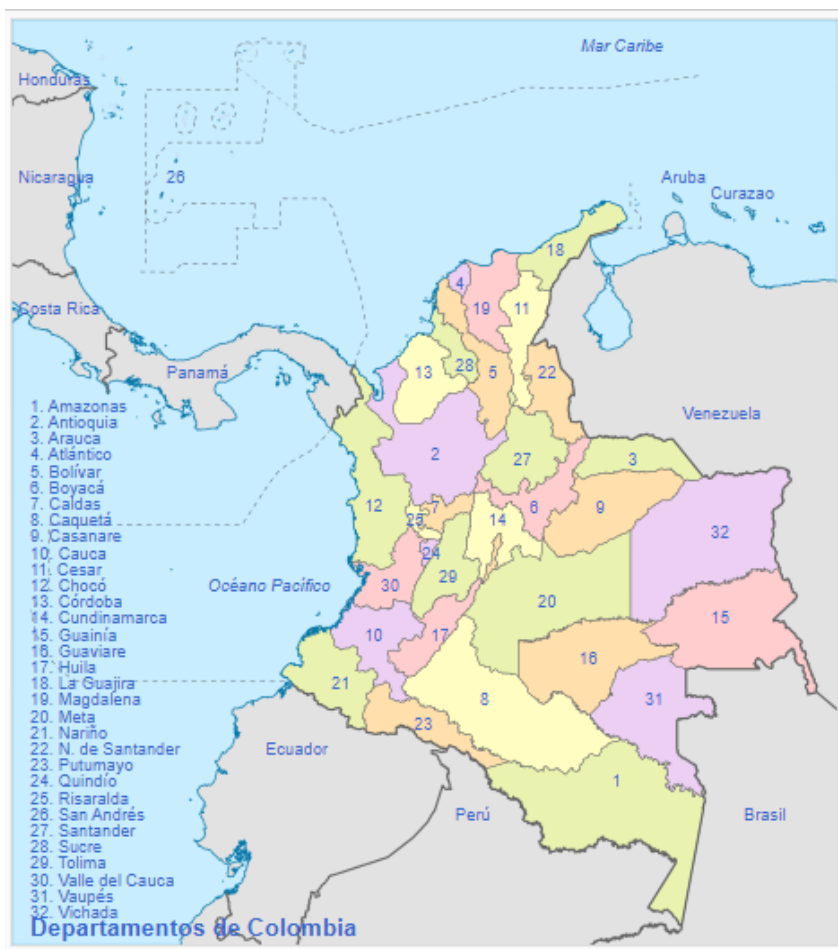 Mar Caribe
Honduras
Nicaragua
26
Aruba
Curazao
18
4
19
11
Costa Rica
Panamá
13
28
5
22
Venezuela
1. Amazonas
2. Antioquia
3. Arauca
4. Atlántico
5. Bolívar
6. Boyacá
7. Caldas
8. Caquetá
9. Casanare
10. Cauca
11. Cesar
12. Chocó
13. Córdoba
14. Cundinamarca
15. Guainía
16. Guaviare
17. Huila
18. La Guajira
19. Magdalena
20. Meta
21. Nariño
22. N. de Santander
23. Putumayo
24. Quindío
25. Risaralda
26. San Andrés
27. Santander
28. Sucre
29. Tolima
30. Valle del Cauca
31. Vaupés
32. Vichada
2
27
3
12
25
7
14
6
9
32
24
29
30
Océano Pacífico
20
15
10
17
16
21
8
31
23
Ecuador
1
Perú
Brasil
Departamentos de Colombia